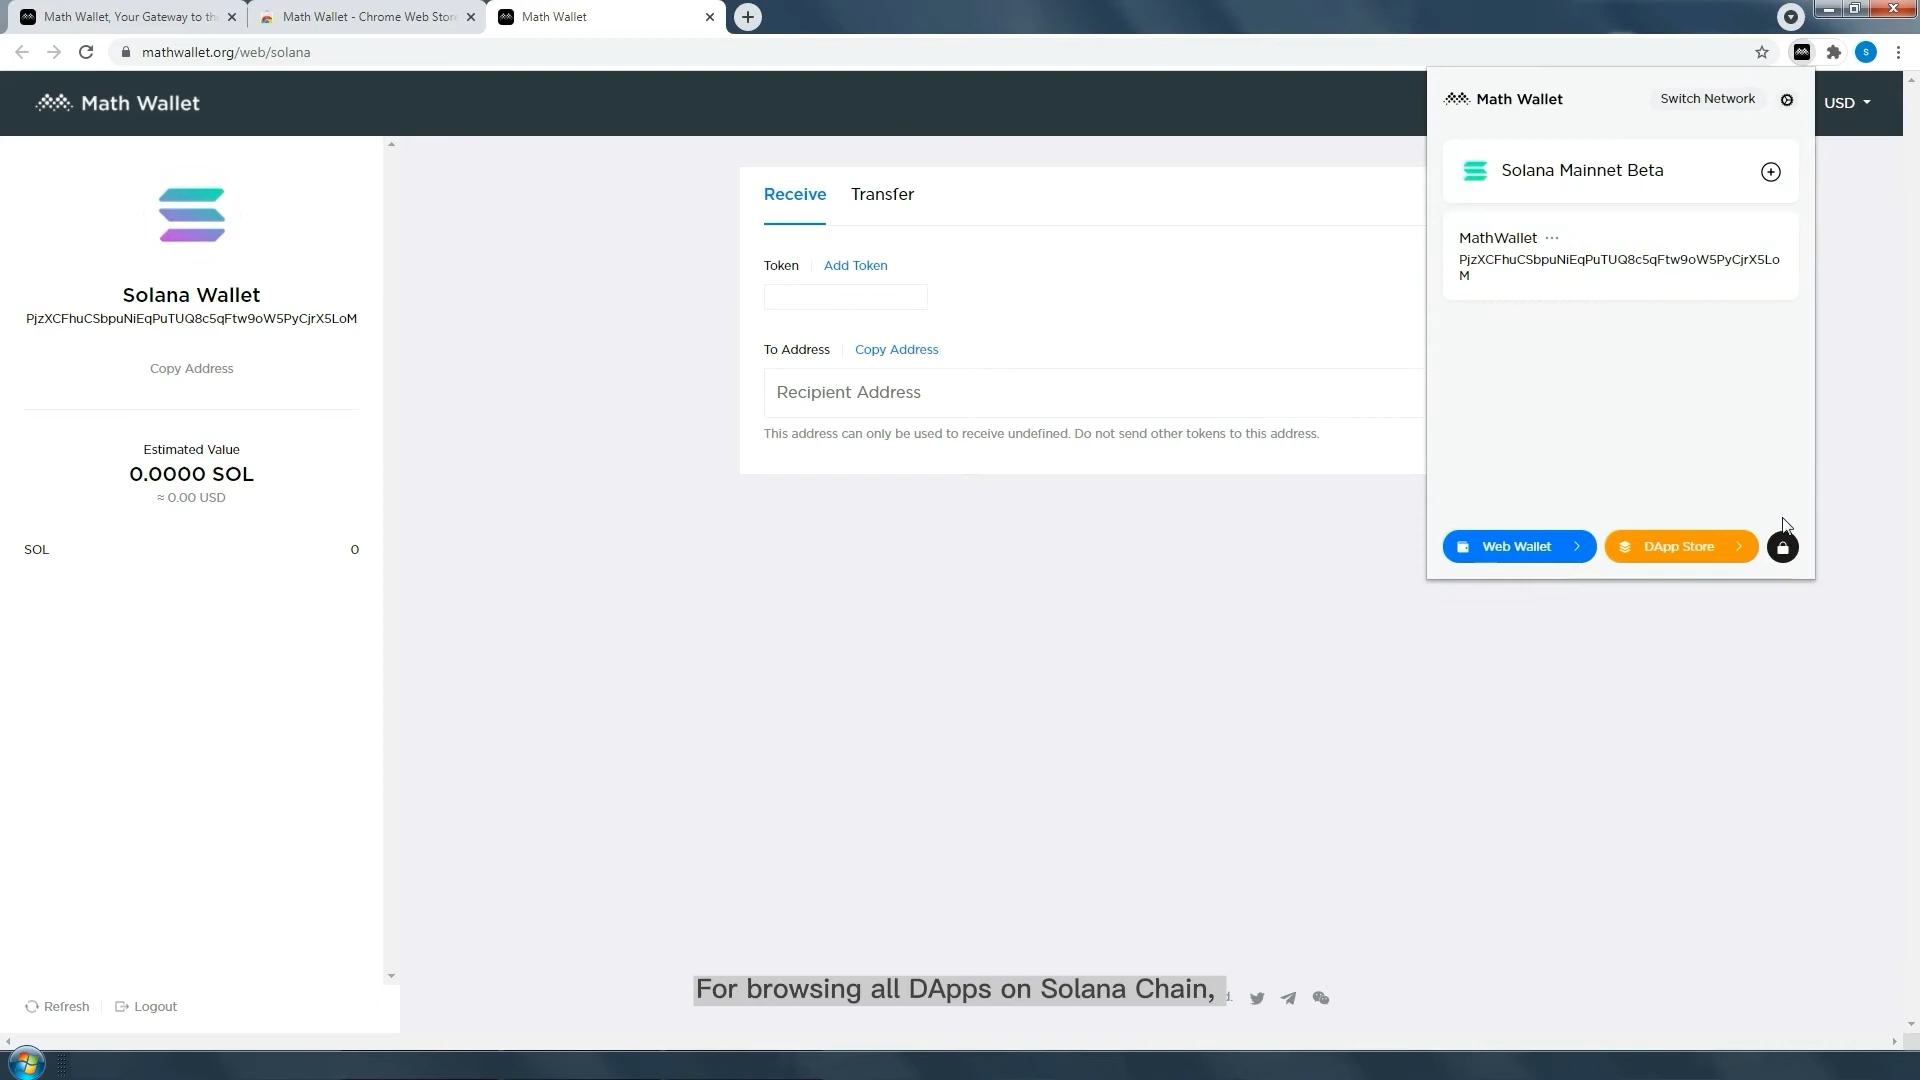 Math Wallet, Your Gateway to th
Math Wallet - Chrome Web Stor
Math Wallet
mathwallet.org/web/solana
S
Math Wallet
USD
Math Wallet
Switch Network
Solana Mainnet Beta
MathWallet ...
PjzXCFhuCSbpuNiEqPuTUQ8c5qFtw9oW5PyCjrX5Lo
M
Web Wallet
DApp Store
Solana Wallet
PjzXCFhuCSbpuNiEqPuTUQ8c5qFtw9oW5PyCjrX5LoM
Copy Address
Estimated Value
0.0000 SOL
≈ 0.00 USD
SOL 0
Refresh
Logout
Receive
Transfer
Token
Add Token
To Address
Copy Address
Recipient Address
This address can only be used to receive undefined. Do not send other tokens to this address.
For browsing all DApps on Solana Chain,